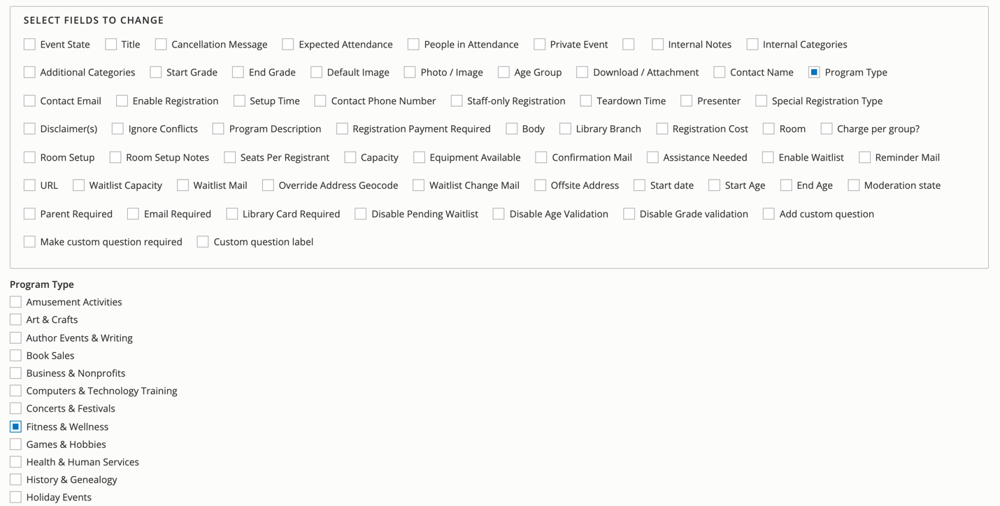 SELECT FIELDS TO CHANGE
Event State Title Cancellation Message Expected Attendance People in Attendance Private Event Internal Notes Internal Categories
Additional Categories Start Grade End Grade Default Image Photo / Image Age Group Download / Attachment Contact Name Program Type
Contact Email Enable Registration Setup Time Contact Phone Number Staff-only Registration Teardown Time Presenter Special Registration Type
Disclaimer(s) Ignore Conflicts Program Description Registration Payment Required Body Library Branch Registration Cost Room Charge per group?
Room Setup Room Setup Notes Seats Per Registrant Capacity Equipment Available Confirmation Mail Assistance Needed Enable Waitlist Reminder Mail
URL Waitlist Capacity Waitlist Mail Override Address Geocode Waitlist Change Mail Offsite Address Start date Start Age End Age Moderation state
Parent Required Email Required Library Card Required Disable Pending Waitlist Disable Age Validation Disable Grade validation Add custom question
Make custom question required Custom question label
Program Type
Amusement Activities
Art & Crafts
Author Events & Writing
Book Sales
Business & Nonprofits
Computers & Technology Training
Concerts & Festivals
Fitness & Wellness
Games & Hobbies
Health & Human Services
History & Genealogy
Holiday Events